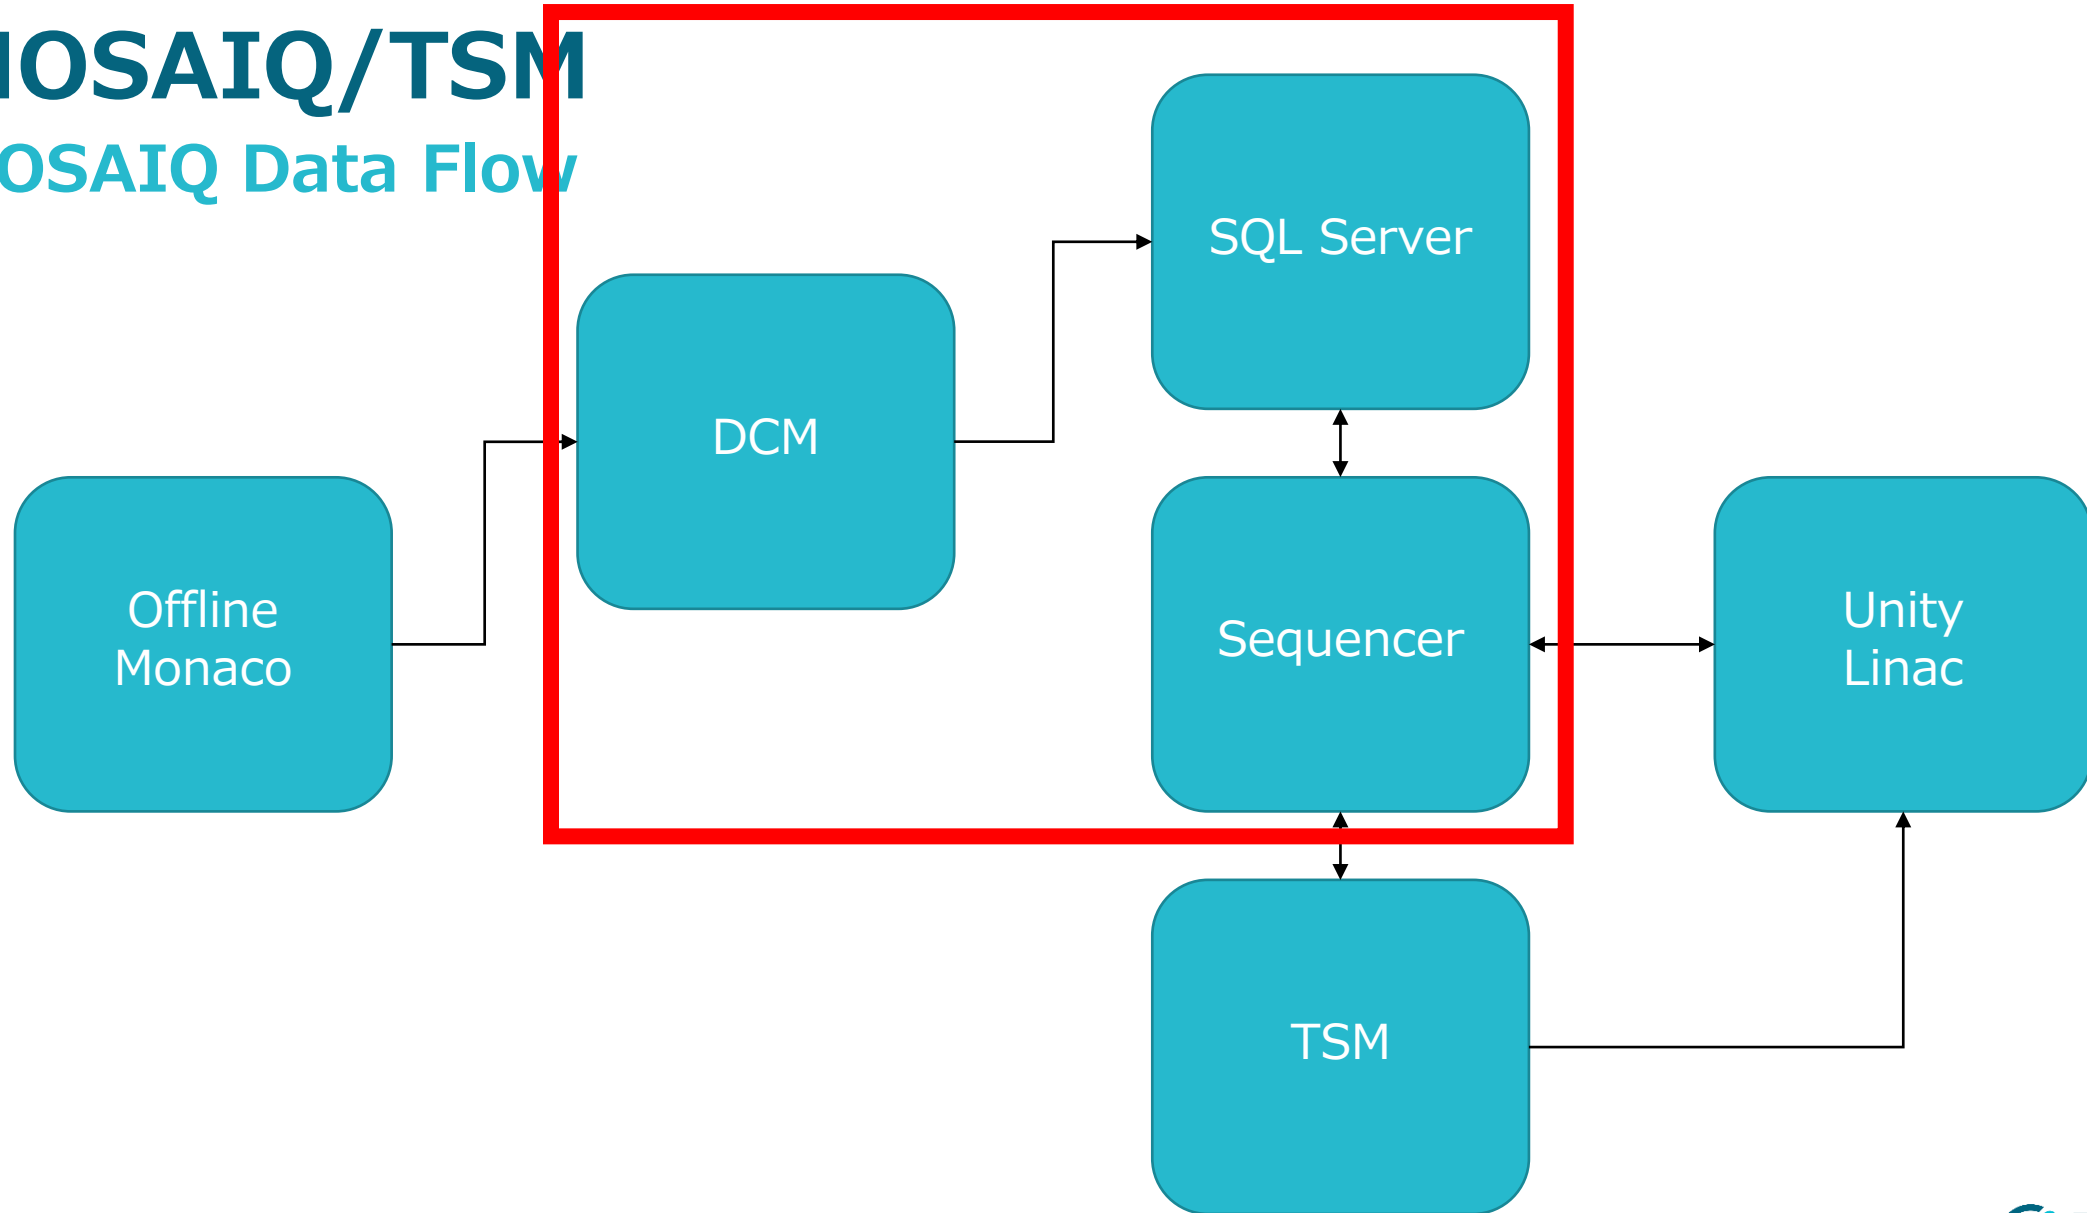 IOSAIQ/TSM
OSAIQ Data Flow
SQL Server
DCM
Offline
Monaco
Sequencer
Unity
Linac
TSM